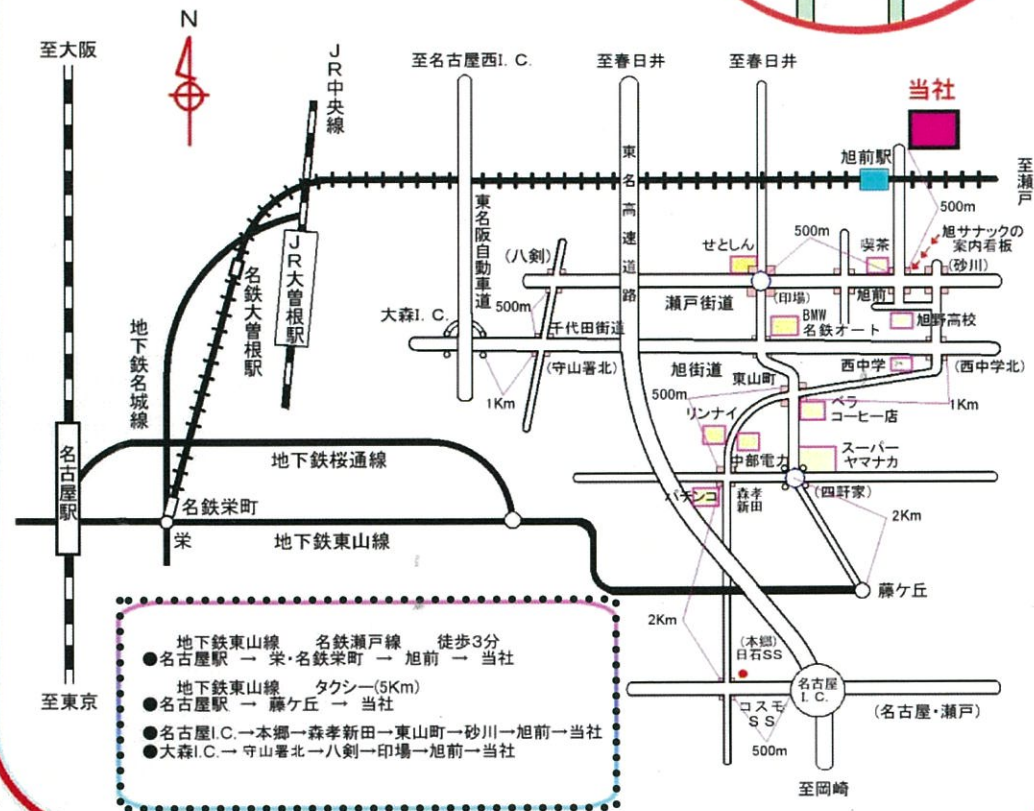 N
至大阪
JR中央線
至名古屋西I. C.
至春日井
至春日井
当社
東名高速道路
旭前駅
至瀬戸
500m
東名阪自動車道
せとしん
500m
喫茶
旭サナックの
案内看板
(八剣)
(砂川)
JR大曽根駅
名鉄大曽根駅
瀬戸街道
(印場)
旭前
500m
大森I. C.
千代田街道
BMW
名鉄オート
旭野高校
地下鉄名城線
(守山署北)
旭街道
東山町
西中学
(西中学北)
1Km
500m
ベラ
コーヒー店
1Km
リンナイ
名古屋駅
地下鉄桜通線
中部電力
スーパー
ヤマナカ
名鉄栄町
パチンコ
森孝
新田
(四軒家)
栄
地下鉄東山線
2Km
藤ケ丘
2Km
(本郷)
日石SS
地下鉄東山線 名鉄瀬戸線 徒歩3分
●名古屋駅 → 栄・名鉄栄町 → 旭前 → 当社
地下鉄東山線 タクシー(5Km)
●名古屋駅 → 藤ケ丘 → 当社
●名古屋I.C.→本郷→森孝新田→東山町→砂川→旭前→当社
●大森I.C.→守山署北→八剣→印場→旭前→当社
至東京
名古屋
I. C.
コスモ
SS
(名古屋・瀬戸)
500m
至岡崎